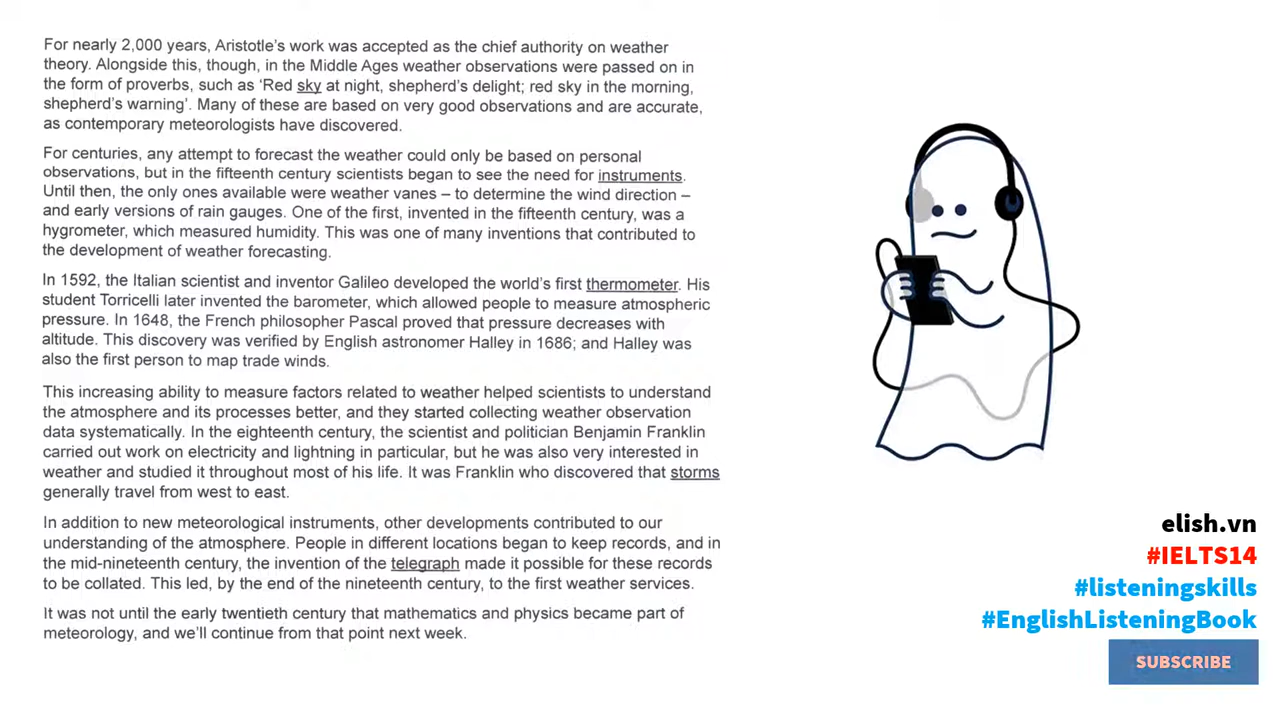 For nearly 2,000 years, Aristotle's work was accepted as the chief authority on weather
theory. Alongside this, though, in the Middle Ages weather observations were passed on in
the form of proverbs, such as 'Red sky at night, shepherd's delight; red sky in the morning,
shepherd's warning'. Many of these are based on very good observations and are accurate,
as contemporary meteorologists have discovered.
For centuries, any attempt to forecast the weather could only be based on personal
observations, but in the fifteenth century scientists began to see the need for instruments.
Until then, the only ones available were weather vanes – to determine the wind direction –
and early versions of rain gauges. One of the first, invented in the fifteenth century, was a
hygrometer, which measured humidity. This was one of many inventions that contributed to
the development of weather forecasting.
In 1592, the Italian scientist and inventor Galileo developed the world's first thermometer. His
student Torricelli later invented the barometer, which allowed people to measure atmospheric
pressure. In 1648, the French philosopher Pascal proved that pressure decreases with
altitude. This discovery was verified by English astronomer Halley in 1686; and Halley was
also the first person to map trade winds.
This increasing ability to measure factors related to weather helped scientists to understand
the atmosphere and its processes better, and they started collecting weather observation
data systematically. In the eighteenth century, the scientist and politician Benjamin Franklin
carried out work on electricity and lightning in particular, but he was also very interested in
weather and studied it throughout most of his life. It was Franklin who discovered that storms
generally travel from west to east.
In addition to new meteorological instruments, other developments contributed to our
understanding of the atmosphere. People in different locations began to keep records, and in
the mid-nineteenth century, the invention of the telegraph made it possible for these records
to be collated. This led, by the end of the nineteenth century, to the first weather services.
It was not until the early twentieth century that mathematics and physics became part of
meteorology, and we'll continue from that point next week.
elish.vn
#IELTS14
#listeningskills
#EnglishListeningBook
SUBSCRIBE